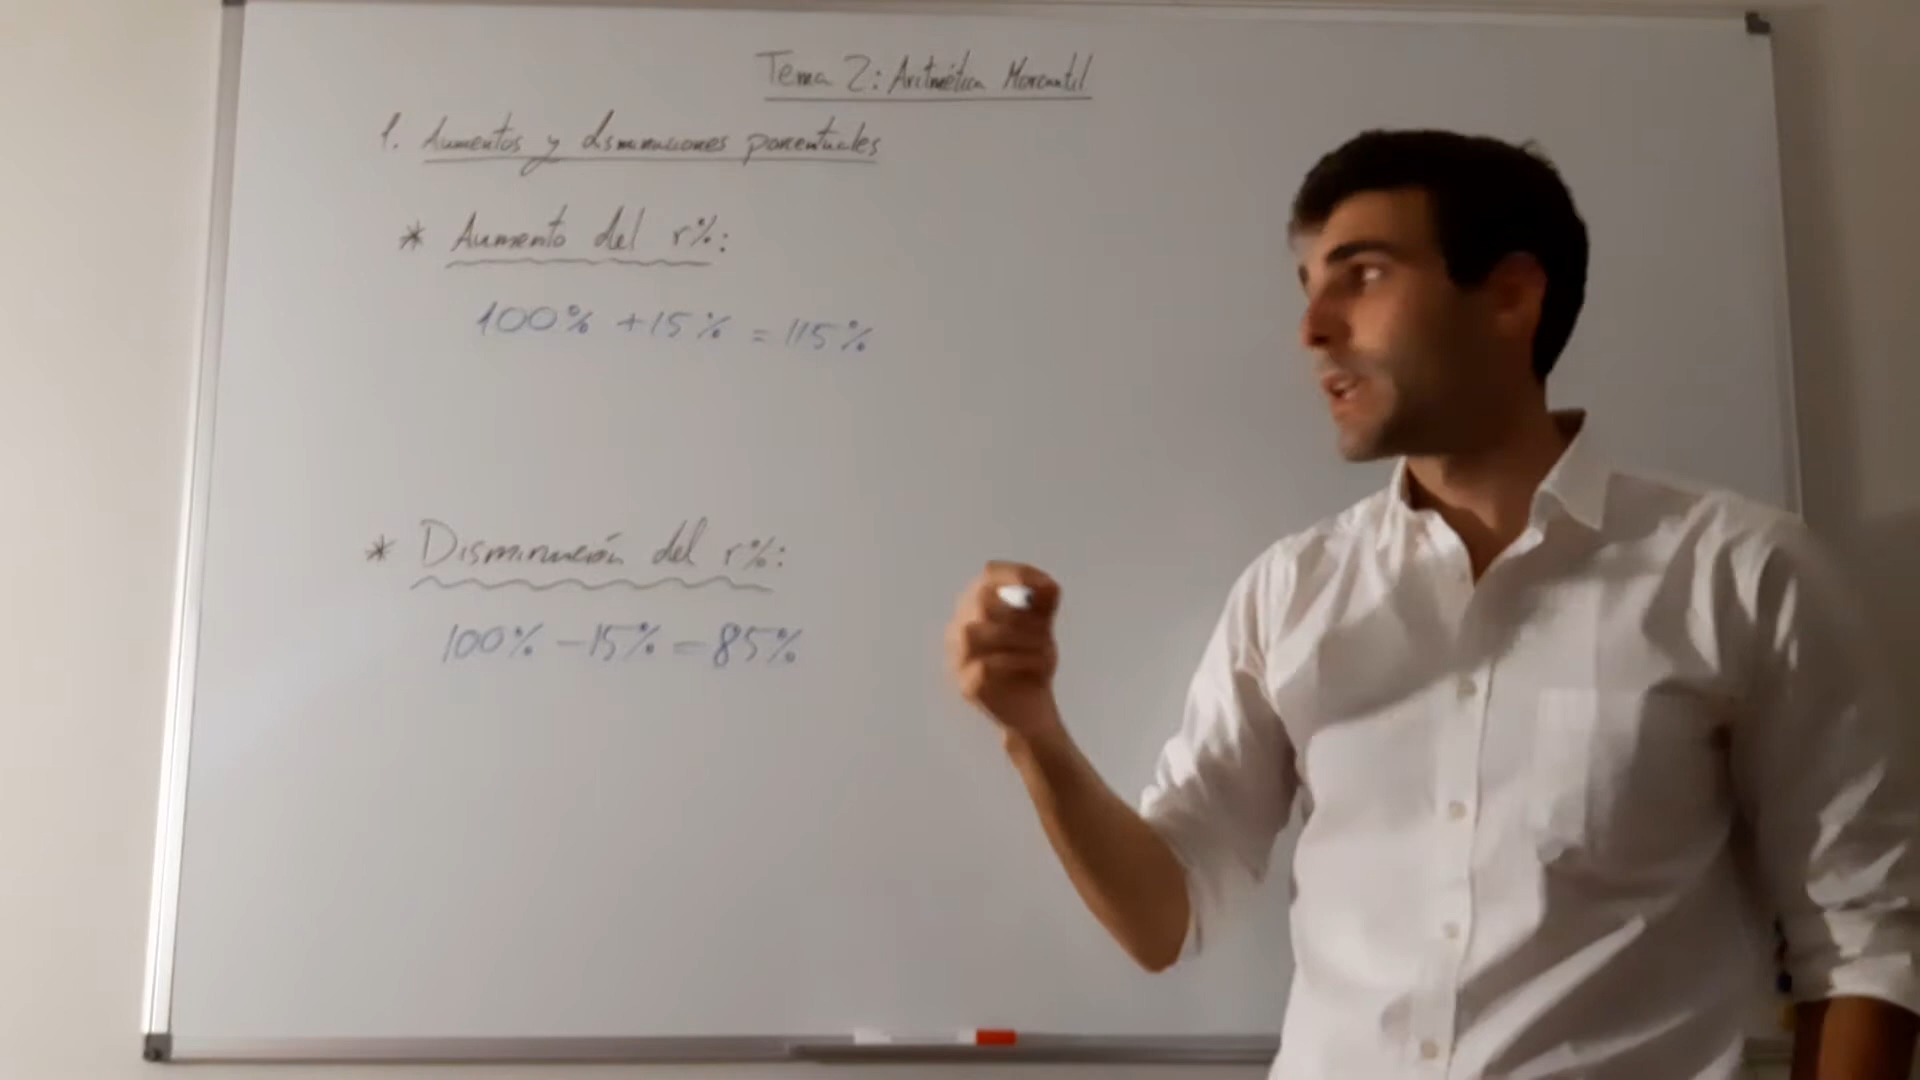 Tema 2: Aritmética Mercantil
1. Aumentos y disminuciones porcentuales
* Aumento del r%:
100% +15% = 115%
* Disminución del r%:
100% -15% = 85%